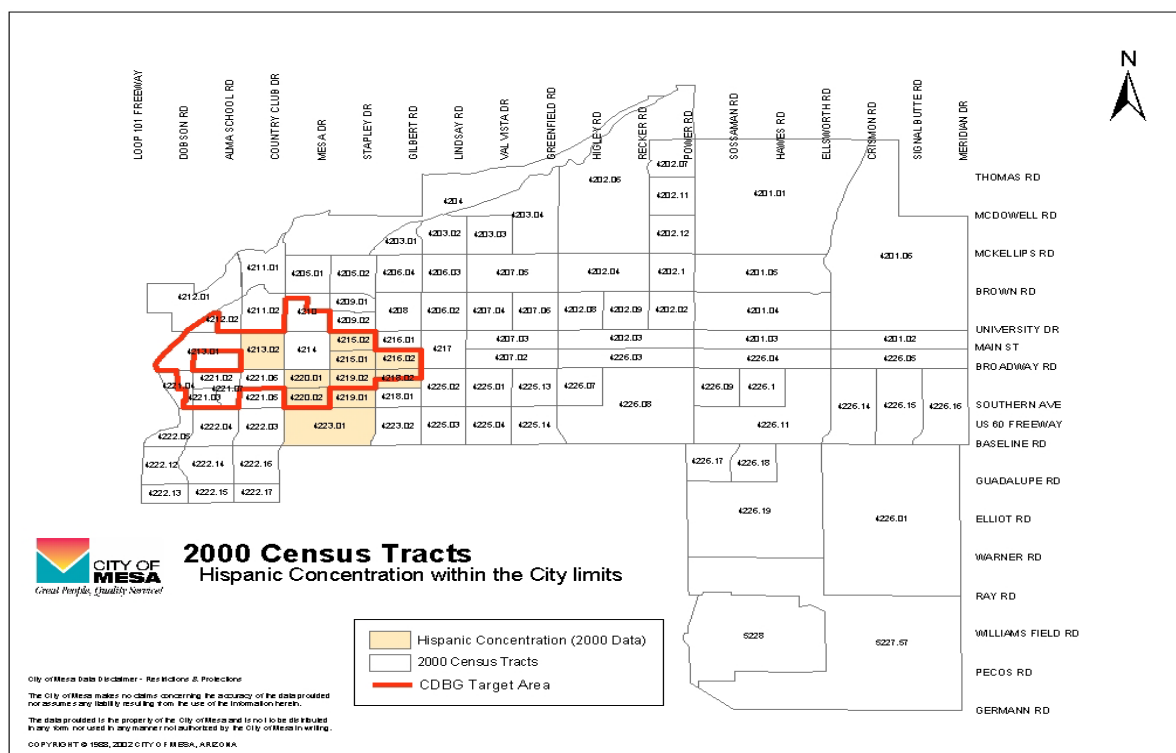 N
LOOP 101 FREEWAY
DOBSON RD
ALMA SCHOOL RD
COUNTRY CLUB DR
MESA DR
STAPLEY DR
GILBERT RD
LINDSAY RD
VAL VISTA DR
GREENFIELD RD
HIGLEY RD
RECKER RD
POWER RD
SOSSAMAN RD
HAWES RD
ELLSWORTH RD
CRISMON RD
SIGNAL BUTTE RD
MERIDIAN DR
THOMAS RD
MCDOWELL RD
MCKELLIPS RD
BROWN RD
UNIVERSITY DR
MAIN ST
BROADWAY RD
SOUTHERN AVE
US 60 FREEWAY
BASELINE RD
GUADALUPE RD
ELLIOT RD
WARNER RD
RAY RD
WILLIAMS FIELD RD
PECOS RD
GERMANN RD
4202.07
4202.06
4202.11
4201.01
4204
4203.04
4203.02
4203.03
4202.12
4203.01
4201.06
4211.01
4205.01
4205.02
4206.04
4206.03
4207.05
4202.04
4202.1
4201.05
4212.01
4211.02
4210
4209.01
4208
4206.02
4207.04
4207.06
4202.08
4202.09
4202.02
4201.04
4212.02
4209.02
4213.01
4213.02
4214
4215.02
4216.01
4217
4207.03
4202.03
4201.03
4201.02
4215.01
4216.02
4207.02
4226.03
4226.04
4226.05
4221.04
4221.02
4221.07
4221.06
4220.01
4219.02
4218.02
4225.02
4225.01
4225.13
4226.07
4226.09
4226.1
4221.03
4221.05
4220.02
4219.01
4218.01
4226.08
4226.14
4226.15
4226.16
4222.05
4222.04
4222.03
4223.01
4223.02
4225.03
4225.04
4225.14
4226.11
4222.12
4222.14
4222.16
4226.17
4226.18
4222.13
4222.15
4222.17
4226.19
4226.01
5228
5227.57
CITY OF
MESA
Great People, Quality Service!
2000 Census Tracts
Hispanic Concentration within the City limits
Hispanic Concentration (2000 Data)
2000 Census Tracts
CDBG Target Area
City of Mesa Data Disclaimer - Restrictions & Protections
The City of Mesa makes no claims concerning the accuracy of the data provided
nor assumes any liability resulting from the use of the information herein.
The data provided is the property of the City of Mesa and is not to be distributed
in any form nor used in any manner not authorized by the City of Mesa in writing.
COPYRIGHT © 1988, 2002 CITY OF MESA, ARIZONA